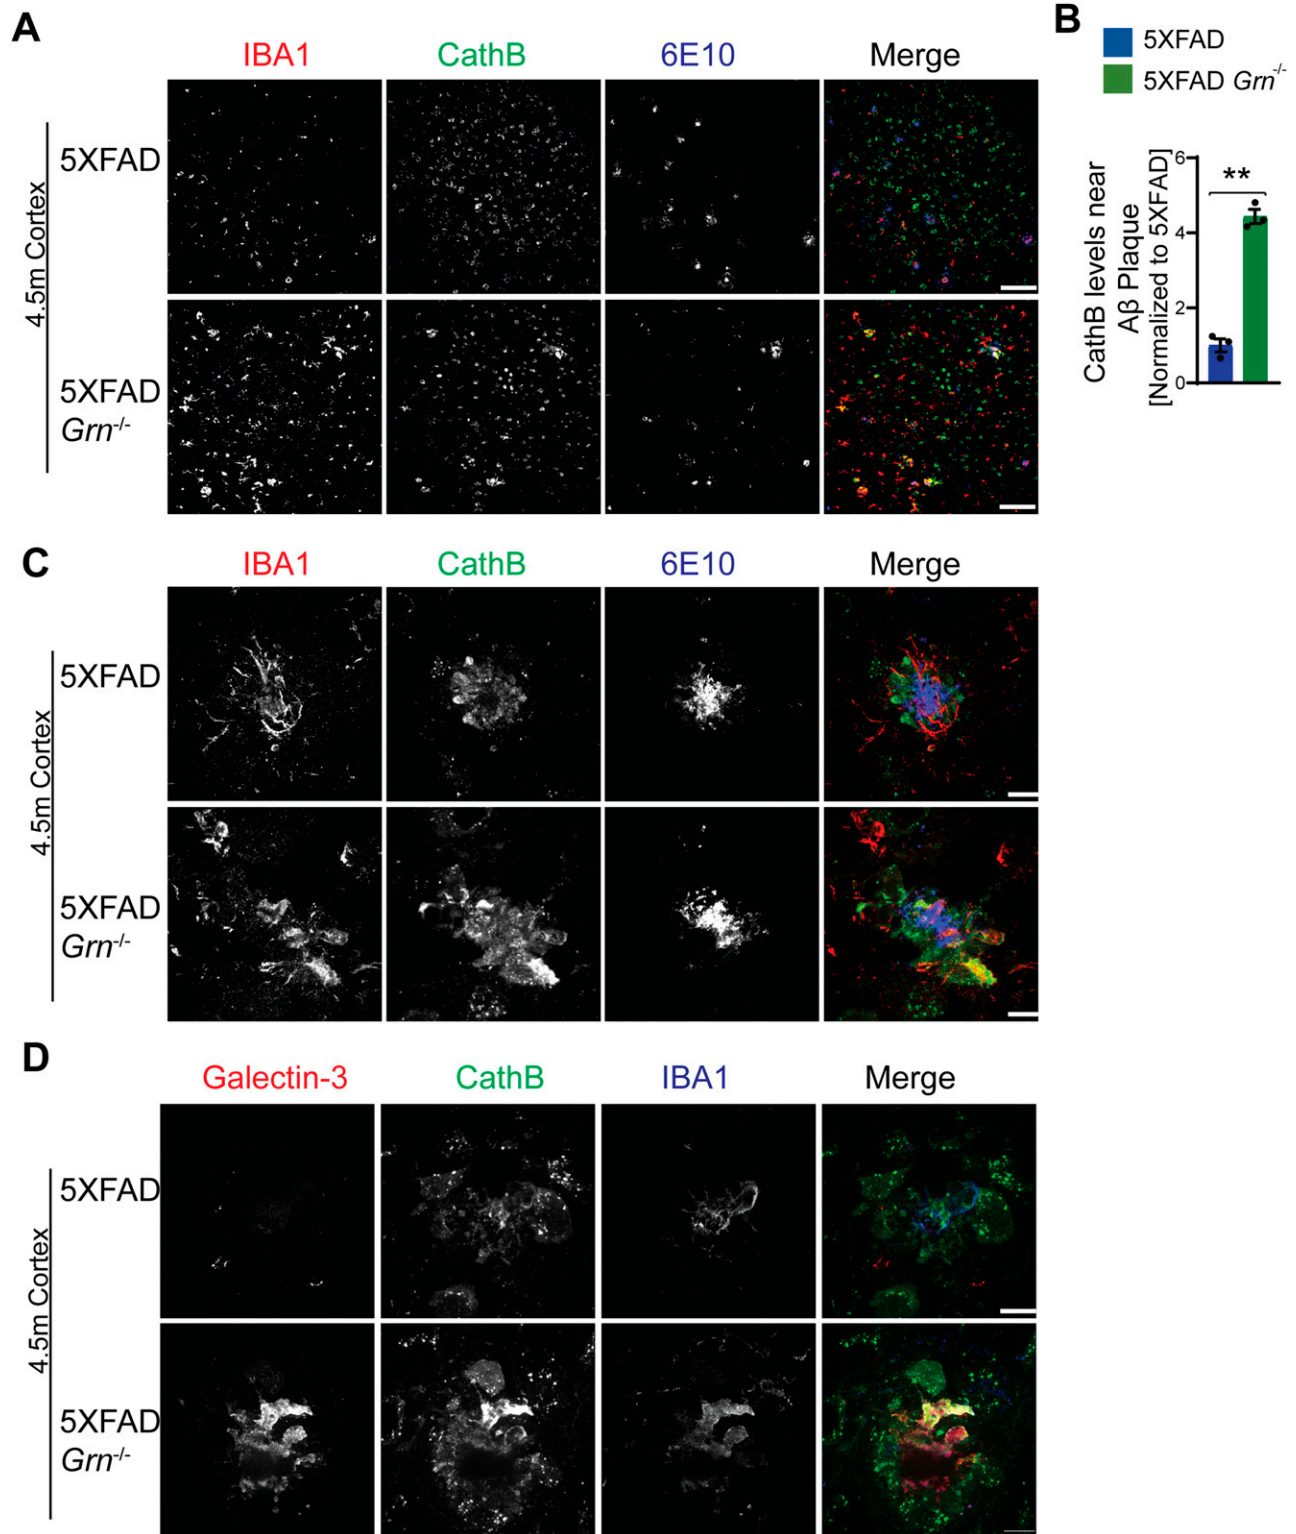 A
IBA1 CathB 6E10 Merge
4.5m Cortex
5XFAD
5XFAD
Grn-/-
B
5XFAD
5XFAD Grn-/-
CathB levels near
Aβ Plaque
[Normalized to 5XFAD]
6
4
2
0
**
C
IBA1 CathB 6E10 Merge
4.5m Cortex
5XFAD
5XFAD
Grn-/-
D
Galectin-3 CathB IBA1 Merge
4.5m Cortex
5XFAD
5XFAD
Grn-/-